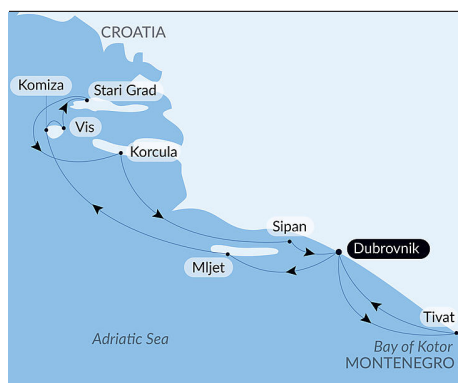 CROATIA
Komiza
Stari Grad
Vis
Korcula
Sipan
Dubrovnik
Mljet
Tivat
Adriatic Sea
Bay of Kotor
MONTENEGRO